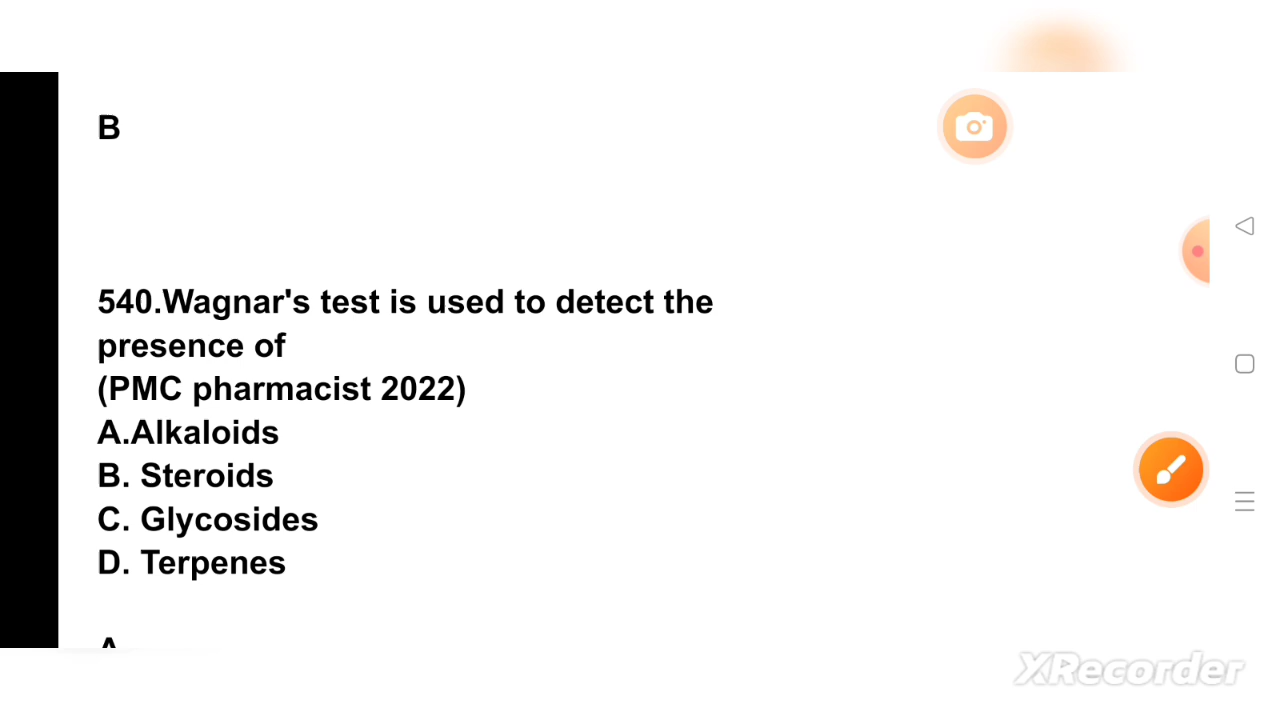 B
540.Wagnar's test is used to detect the
presence of
(PMC pharmacist 2022)
A.Alkaloids
B. Steroids
C. Glycosides
D. Terpenes
A
XRecorder